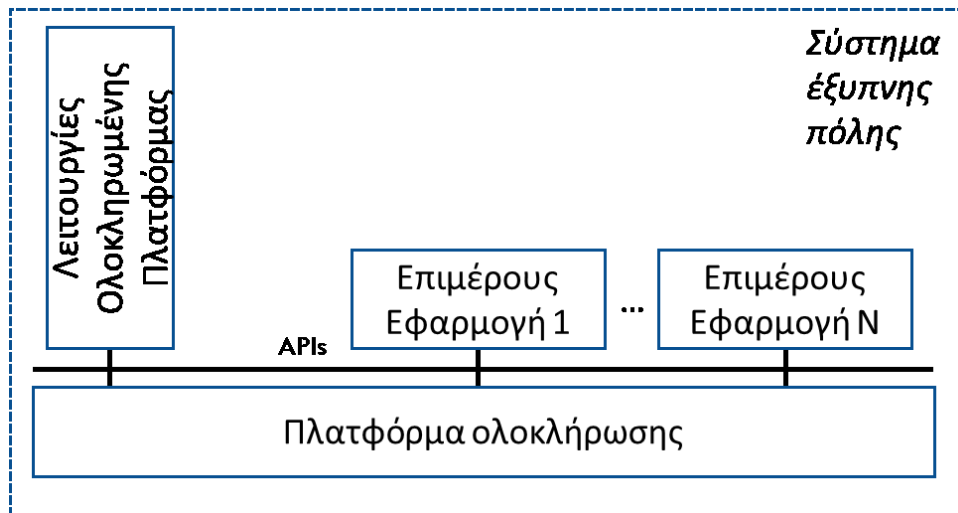 Σύστημα
έξυπνης
πόλης
Λειτουργίες
Ολοκληρωμένης
Πλατφόρμας
Επιμέρους
Εφαρμογή 1
...
Επιμέρους
Εφαρμογή N
APIs
Πλατφόρμα ολοκλήρωσης